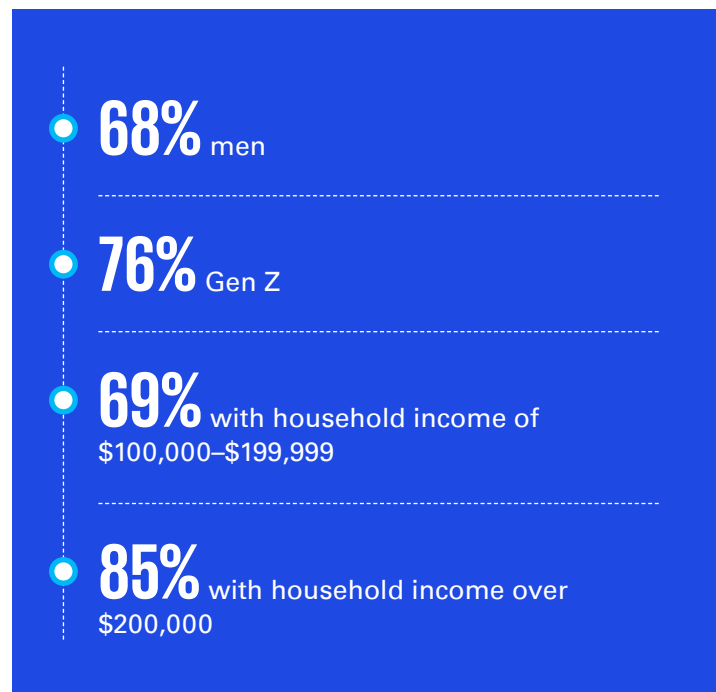 68% men
76% Gen Z
69% with household income of
$100,000–$199,999
85% with household income over
$200,000